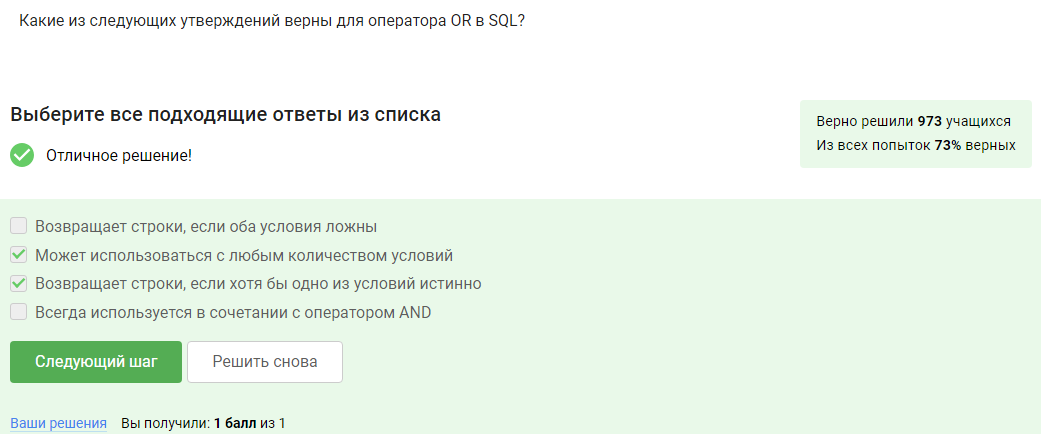 Какие из следующих утверждений верны для оператора OR в SQL?
Выберите все подходящие ответы из списка
Отличное решение!
Верно решили 973 учащихся
Из всех попыток 73% верных
Возвращает строки, если оба условия ложны
Может использоваться с любым количеством условий
Возвращает строки, если хотя бы одно из условий истинно
Всегда используется в сочетании с оператором AND
Следующий шаг
Решить снова
Ваши решения Вы получили: 1 балл из 1